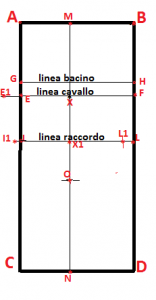 A M B
G linea bacino H
E1 linea cavallo F
E X
I1 I linea raccordo L1 L
X1
O
C N D